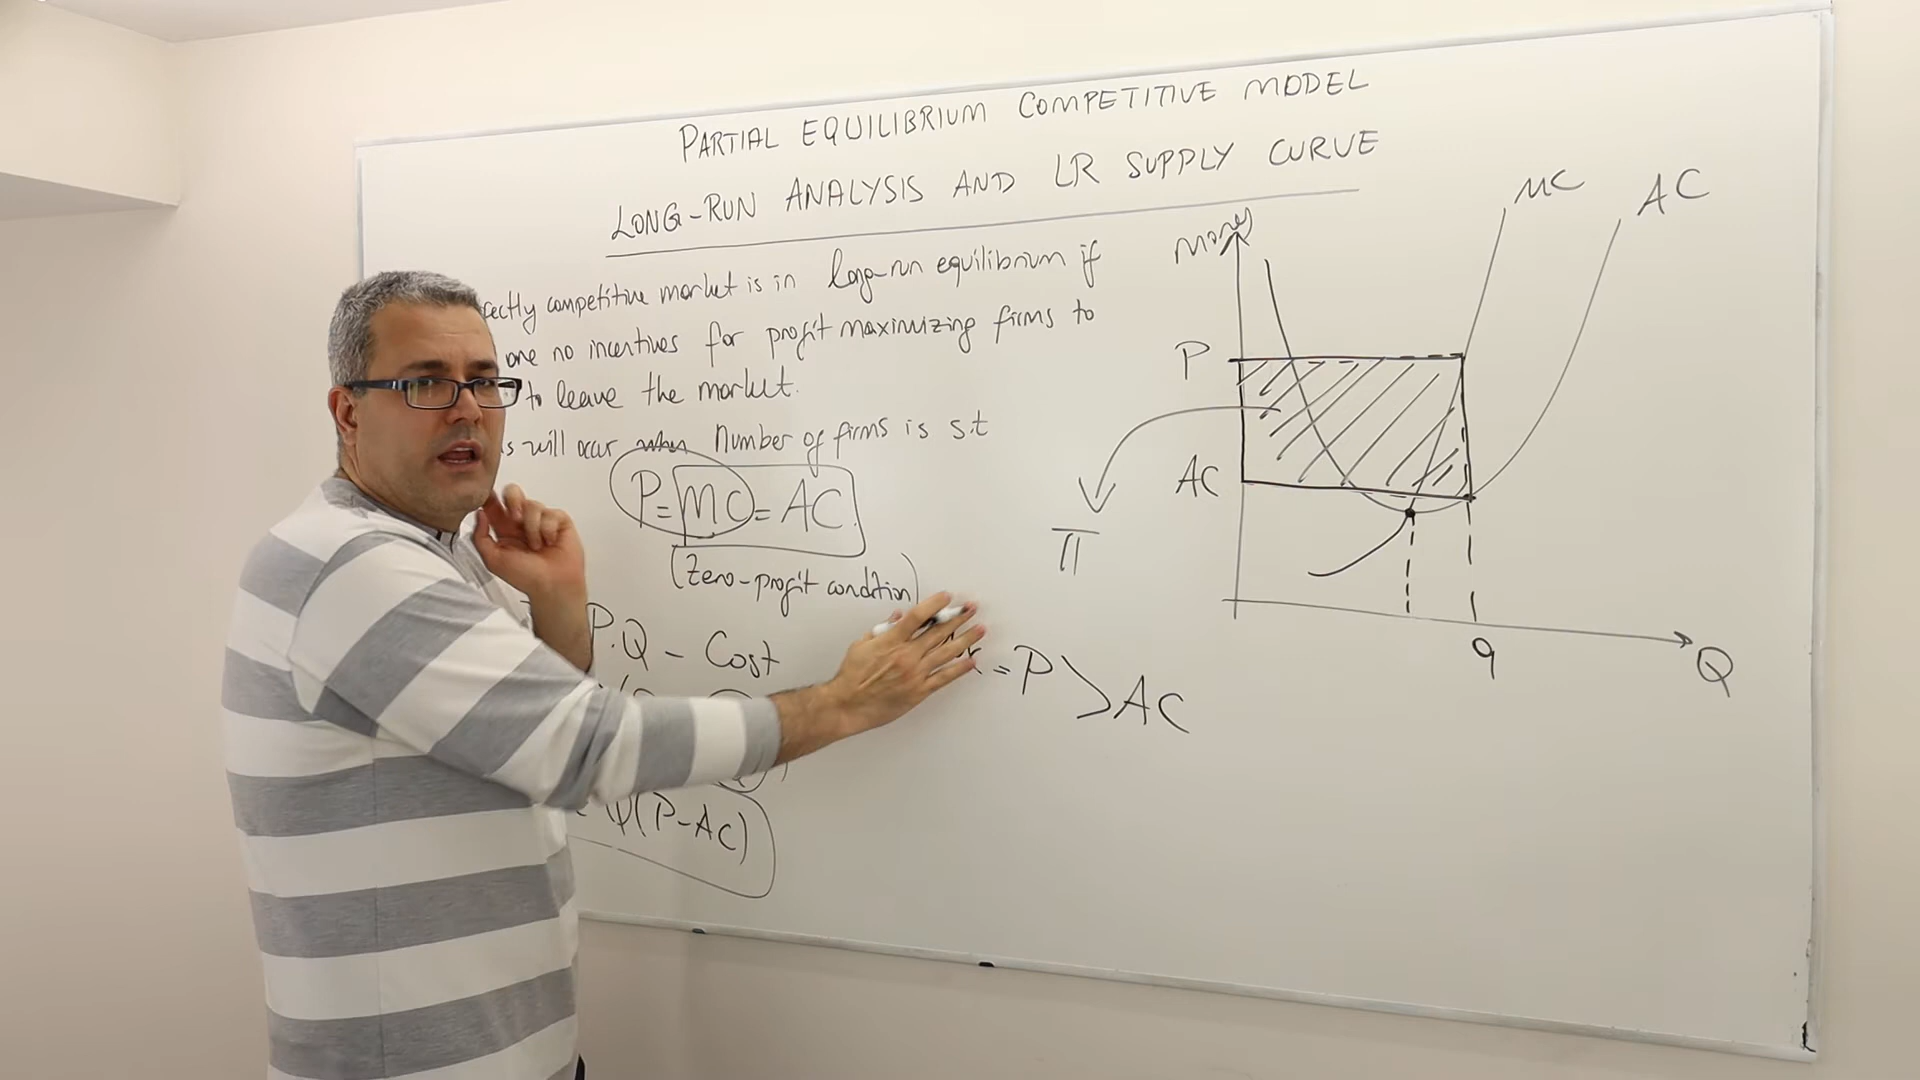 PARTIAL EQUILIBRIUM COMPETITIVE MODEL
LONG-RUN ANALYSIS AND LR SUPPLY CURVE
ectly competitive market is in long-run equilibrium if
are no incentives for profit maximizing firms to
to leave the market.
s will occur when number of firms is s.t
P=MC=AC.
(Zero-profit condition)
P.Q - Cost
Q(P-AC)
= P > AC
money
MC
AC
P
AC
π
q
Q